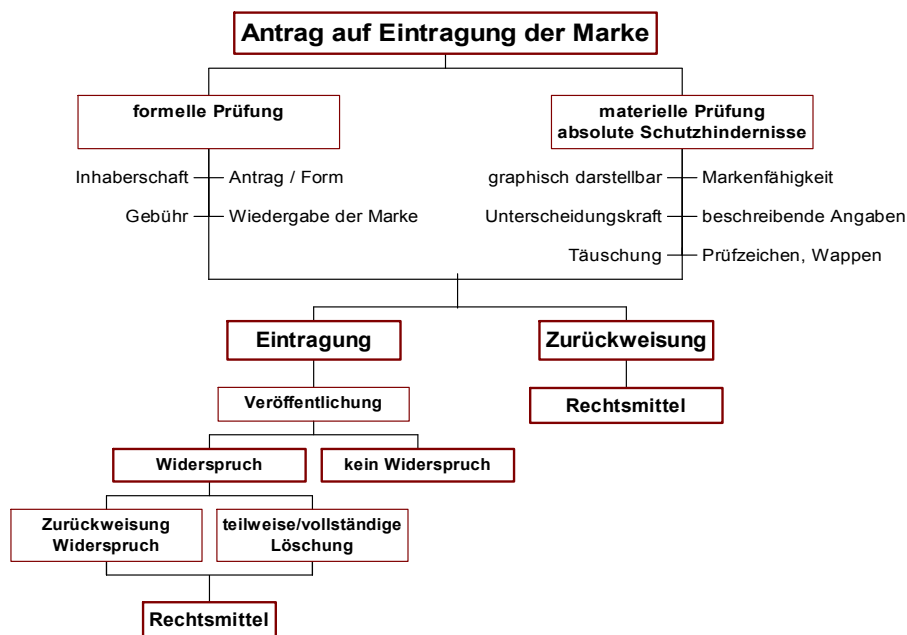 Antrag auf Eintragung der Marke
formelle Prüfung
materielle Prüfung
absolute Schutzhindernisse
Inhaberschaft
Antrag / Form
Gebühr
Wiedergabe der Marke
graphisch darstellbar
Markenfähigkeit
Unterscheidungskraft
beschreibende Angaben
Täuschung
Prüfzeichen, Wappen
Eintragung
Zurückweisung
Veröffentlichung
Rechtsmittel
Widerspruch
kein Widerspruch
Zurückweisung
Widerspruch
teilweise/vollständige
Löschung
Rechtsmittel